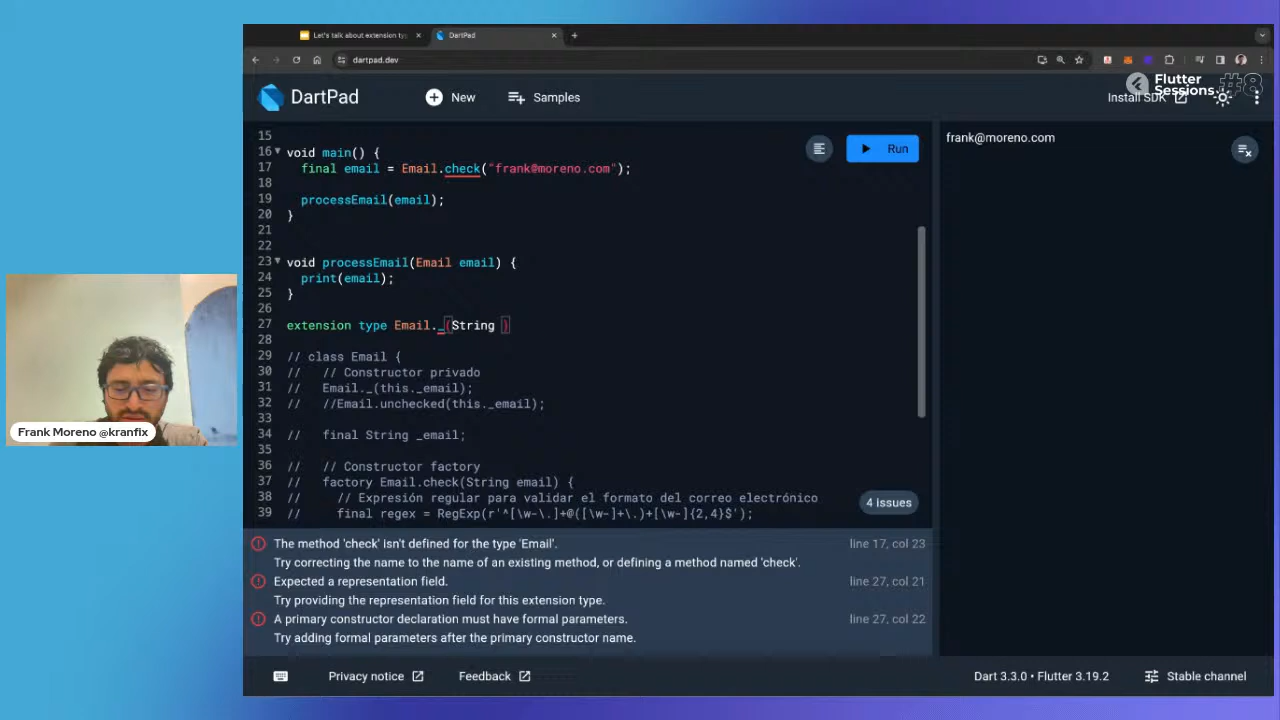 Let's talk about extension typ
DartPad
dartpad.dev
DartPad
New
Samples
Install SDK
Flutter
Sessions
#8
Run
frank@moreno.com
15
16 void main() {
17 final email = Email.check("frank@moreno.com");
18
19 processEmail(email);
20 }
21
22
23 void processEmail(Email email) {
24 print(email);
25 }
26
27 extension type Email._(String )
28
29 // class Email {
30 // // Constructor privado
31 // Email._(this._email);
32 // //Email.unchecked(this._email);
33
34 // final String _email;
35
36 // // Constructor factory
37 // factory Email.check(String email) {
38 // // Expresión regular para validar el formato del correo electrónico
39 // final regex = RegExp(r'^[\w-\.]+@([\w-]+\.)+[\w-]{2,4}$');
4 issues
Frank Moreno @kranfix
The method 'check' isn't defined for the type 'Email'. line 17, col 23
Try correcting the name to the name of an existing method, or defining a method named 'check'.
Expected a representation field. line 27, col 21
Try providing the representation field for this extension type.
A primary constructor declaration must have formal parameters. line 27, col 22
Try adding formal parameters after the primary constructor name.
Privacy notice
Feedback
Dart 3.3.0 • Flutter 3.19.2
Stable channel